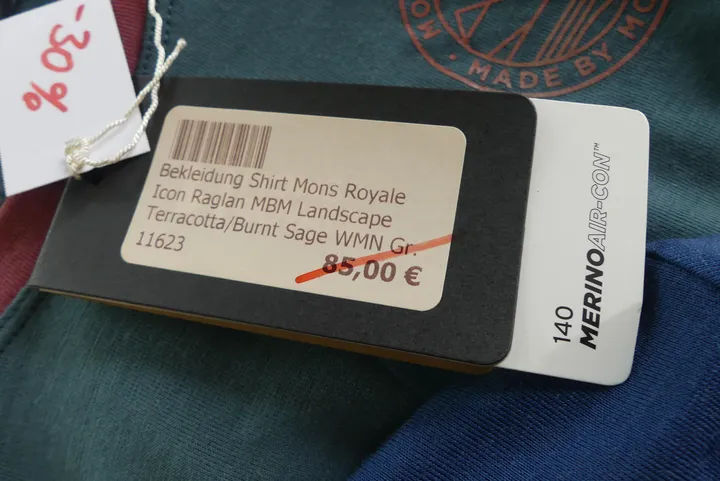 -30%
MADE BY MO
Bekleidung Shirt Mons Royale
Icon Raglan MBM Landscape
Terracotta/Burnt Sage WMN Gr.
11623
85,00 €
140
MERINOAIR-CON™